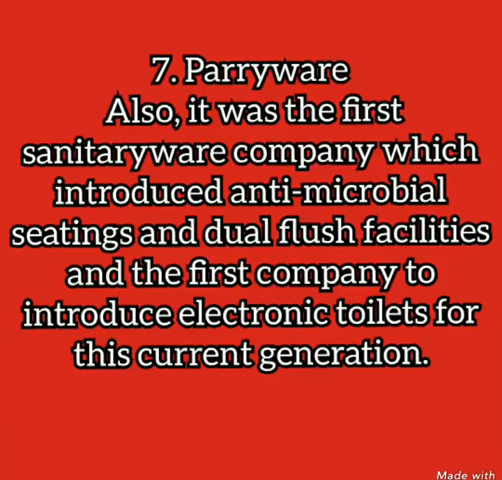 7. Parryware
Also, it was the first
sanitaryware company which
introduced anti-microbial
seatings and dual flush facilities
and the first company to
introduce electronic toilets for
this current generation.
Made with